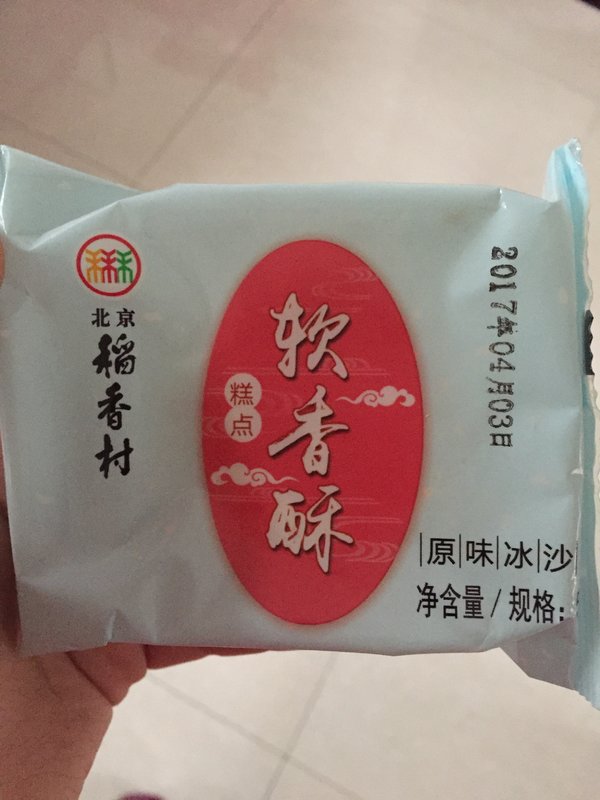 北京
稻香村
糕点
软香酥
2017年04月03日
原味冰沙
净含量/规格: